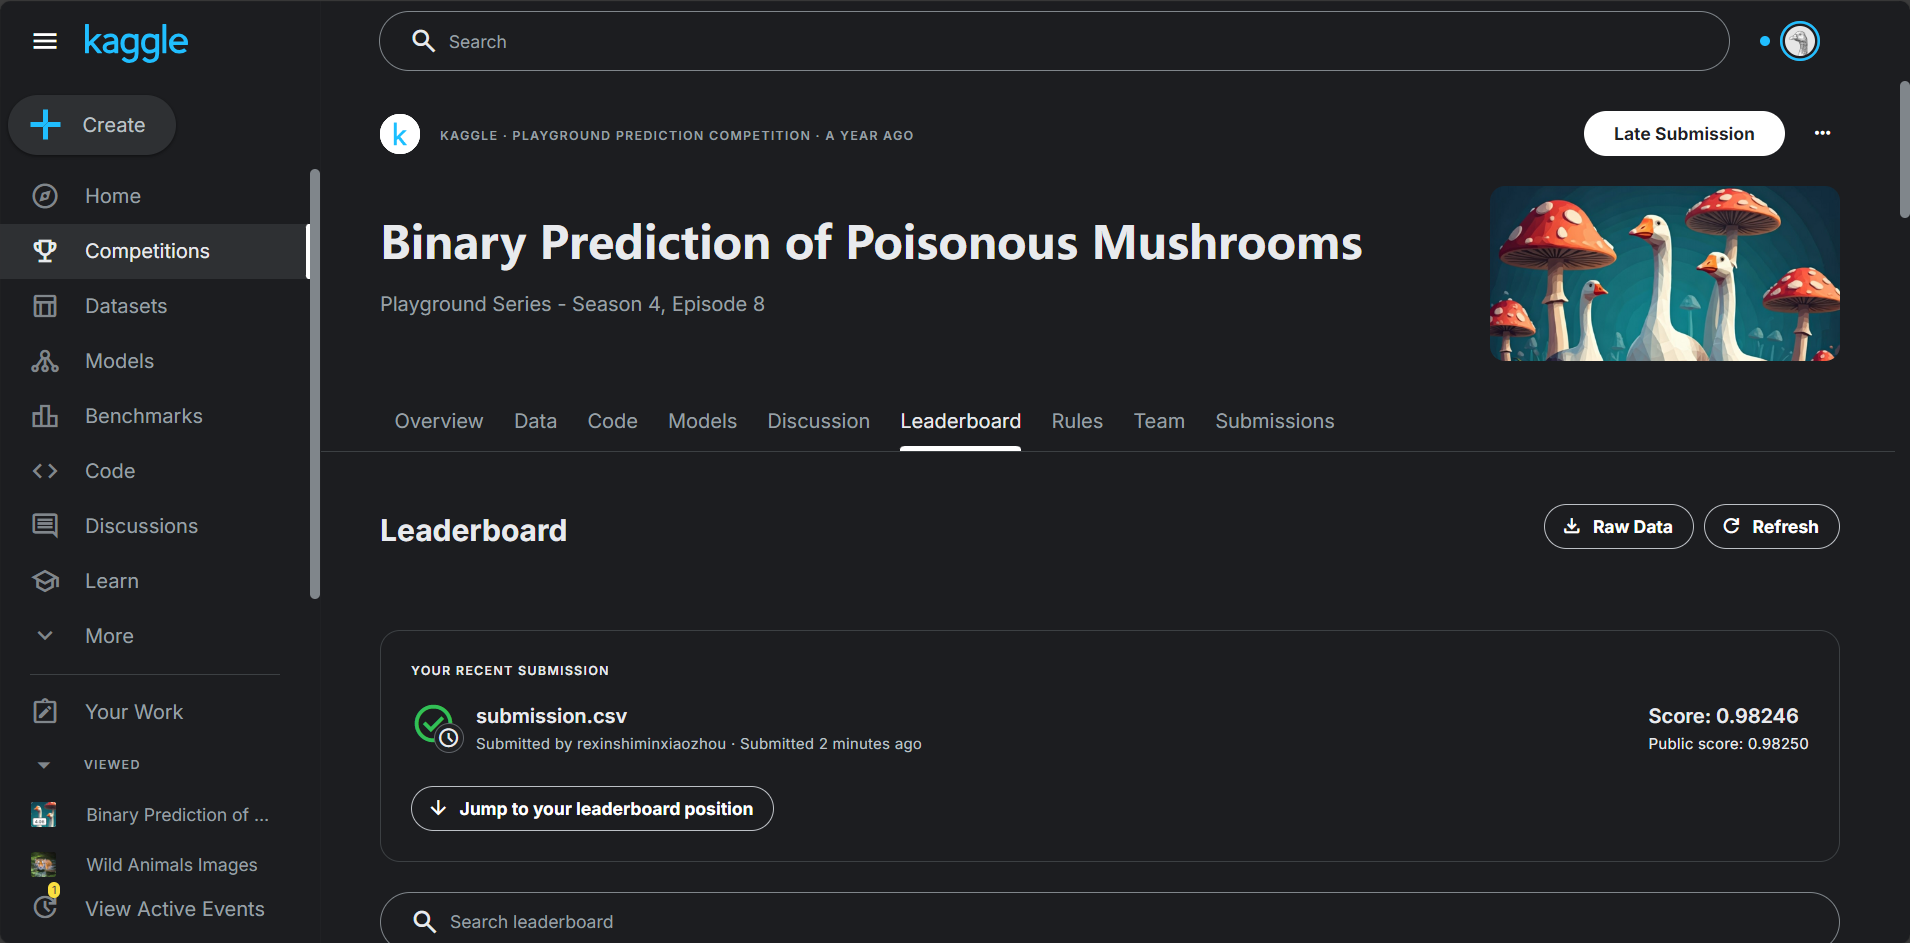 kaggle
Search
Create
Home
Competitions
Datasets
Models
Benchmarks
Code
Discussions
Learn
More
Your Work
VIEWED
Binary Prediction of ...
Wild Animals Images
1
View Active Events
k
KAGGLE · PLAYGROUND PREDICTION COMPETITION · A YEAR AGO
Late Submission
Binary Prediction of Poisonous Mushrooms
Playground Series - Season 4, Episode 8
Overview Data Code Models Discussion Leaderboard Rules Team Submissions
Leaderboard
Raw Data
Refresh
YOUR RECENT SUBMISSION
submission.csv
Submitted by rexinshiminxiaozhou · Submitted 2 minutes ago
Score: 0.98246
Public score: 0.98250
Jump to your leaderboard position
Search leaderboard